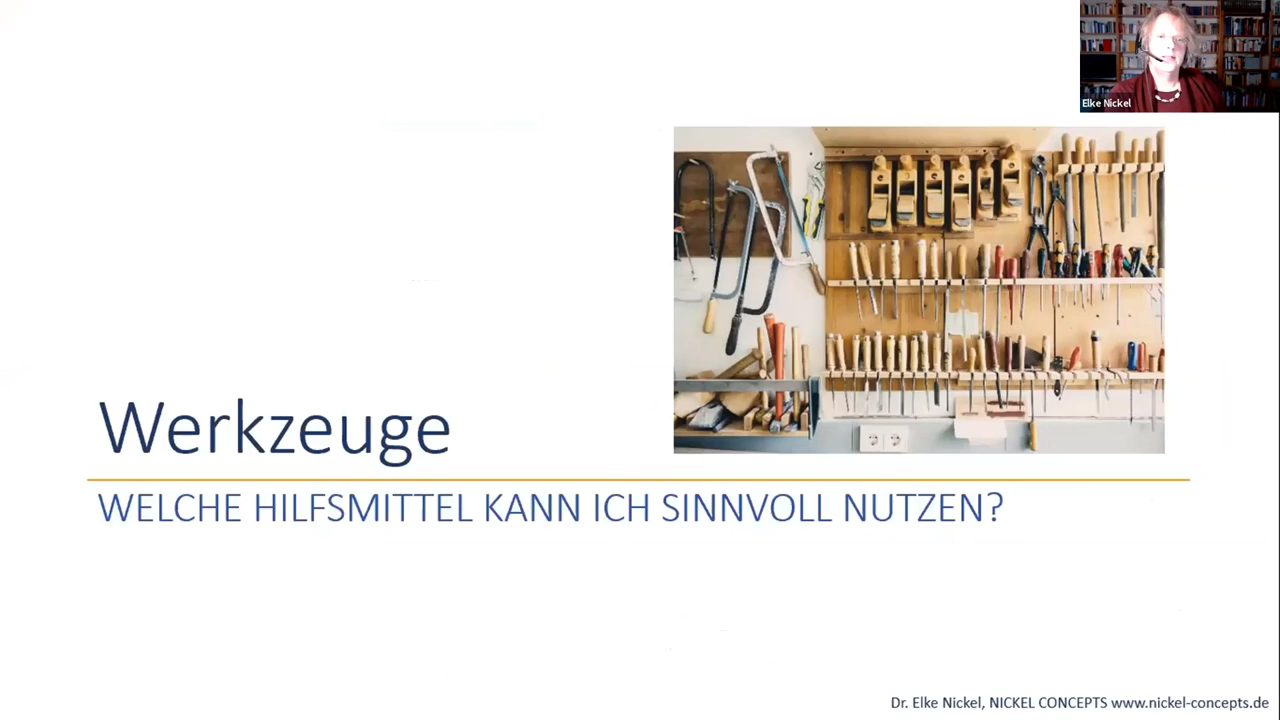 Elke Nickel
Werkzeuge
WELCHE HILFSMITTEL KANN ICH SINNVOLL NUTZEN?
Dr. Elke Nickel, NICKEL CONCEPTS www.nickel-concepts.de